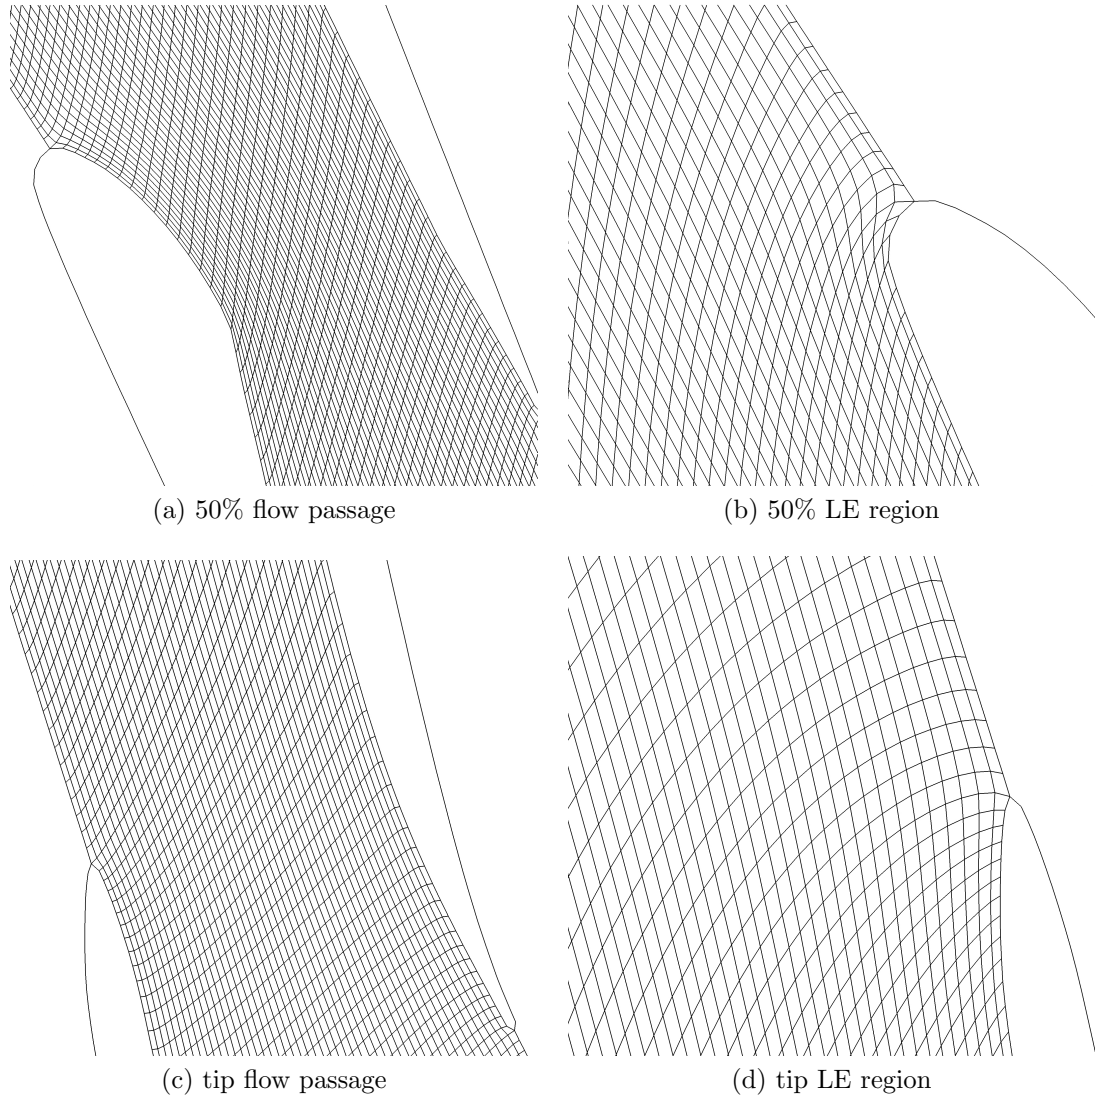 (a) 50% flow passage
(b) 50% LE region
(c) tip flow passage
(d) tip LE region